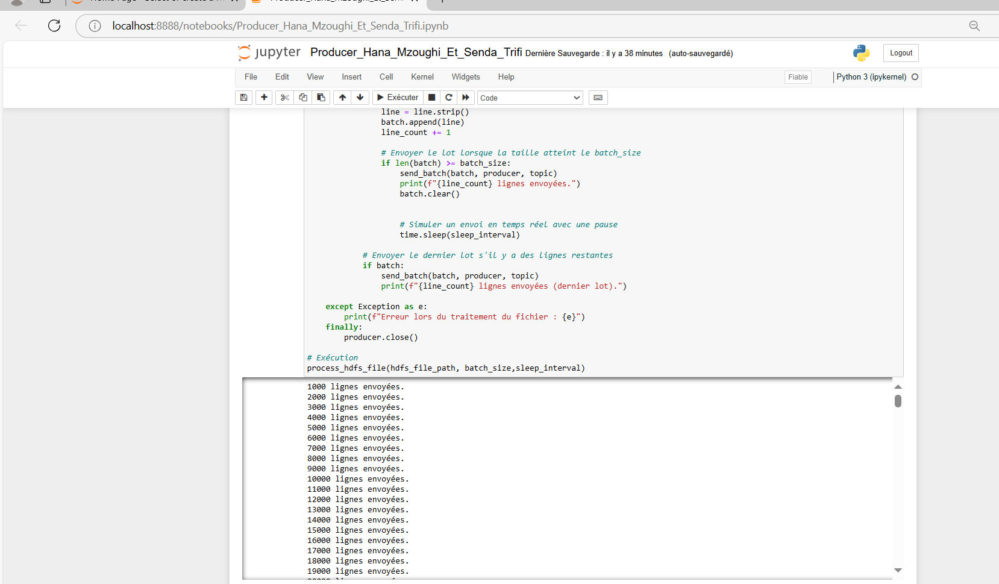 localhost:8888/notebooks/Producer_Hana_Mzoughi_Et_Senda_Trifi.ipynb
jupyter Producer_Hana_Mzoughi_Et_Senda_Trifi Dernière Sauvegarde : il y a 38 minutes (auto-sauvegardé) Logout
File Edit View Insert Cell Kernel Widgets Help Fiable Python 3 (ipykernel)
Exécuter Code
line = line.strip()
batch.append(line)
line_count += 1
# Envoyer le lot lorsque la taille atteint le batch_size
if len(batch) >= batch_size:
send_batch(batch, producer, topic)
print(f"{line_count} lignes envoyées.")
batch.clear()
# Simuler un envoi en temps réel avec une pause
time.sleep(sleep_interval)
# Envoyer le dernier lot s'il y a des lignes restantes
if batch:
send_batch(batch, producer, topic)
print(f"{line_count} lignes envoyées (dernier lot).")
except Exception as e:
print(f"Erreur lors du traitement du fichier : {e}")
finally:
producer.close()
# Exécution
process_hdfs_file(hdfs_file_path, batch_size,sleep_interval)
1000 lignes envoyées.
2000 lignes envoyées.
3000 lignes envoyées.
4000 lignes envoyées.
5000 lignes envoyées.
6000 lignes envoyées.
7000 lignes envoyées.
8000 lignes envoyées.
9000 lignes envoyées.
10000 lignes envoyées.
11000 lignes envoyées.
12000 lignes envoyées.
13000 lignes envoyées.
14000 lignes envoyées.
15000 lignes envoyées.
16000 lignes envoyées.
17000 lignes envoyées.
18000 lignes envoyées.
19000 lignes envoyées.